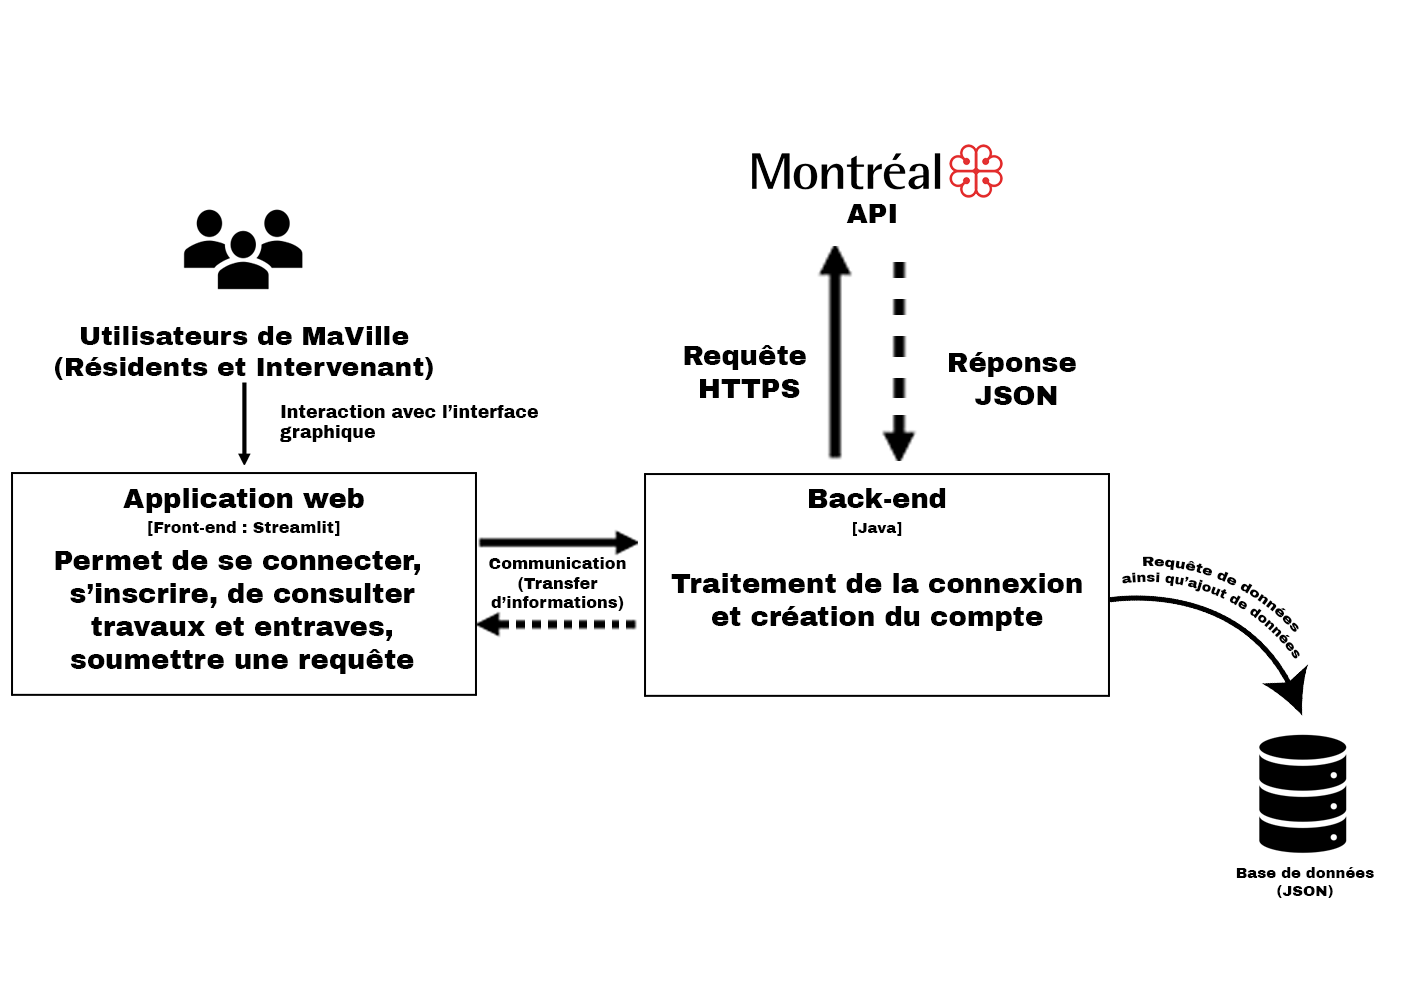 Montréal
API
Utilisateurs de MaVille
(Résidents et Intervenant)
Interaction avec l'interface
graphique
Requête
HTTPS
Réponse
JSON
Application web
[Front-end : Streamlit]
Permet de se connecter,
s'inscrire, de consulter
travaux et entraves,
soumettre une requête
Communication
(Transfer
d'informations)
Back-end
[Java]
Traitement de la connexion
et création du compte
Requête de données
ainsi qu'ajout de données
Base de données
(JSON)